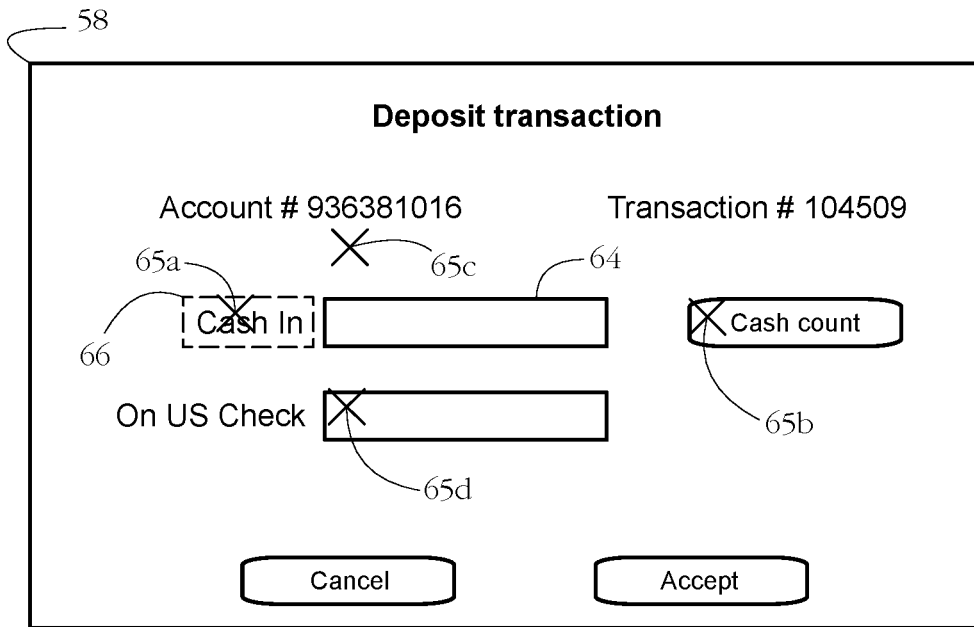 58
Deposit transaction
Account # 936381016 Transaction # 104509
65a 65c 64
66 Cash In Cash count
On US Check 65b
65d
Cancel Accept